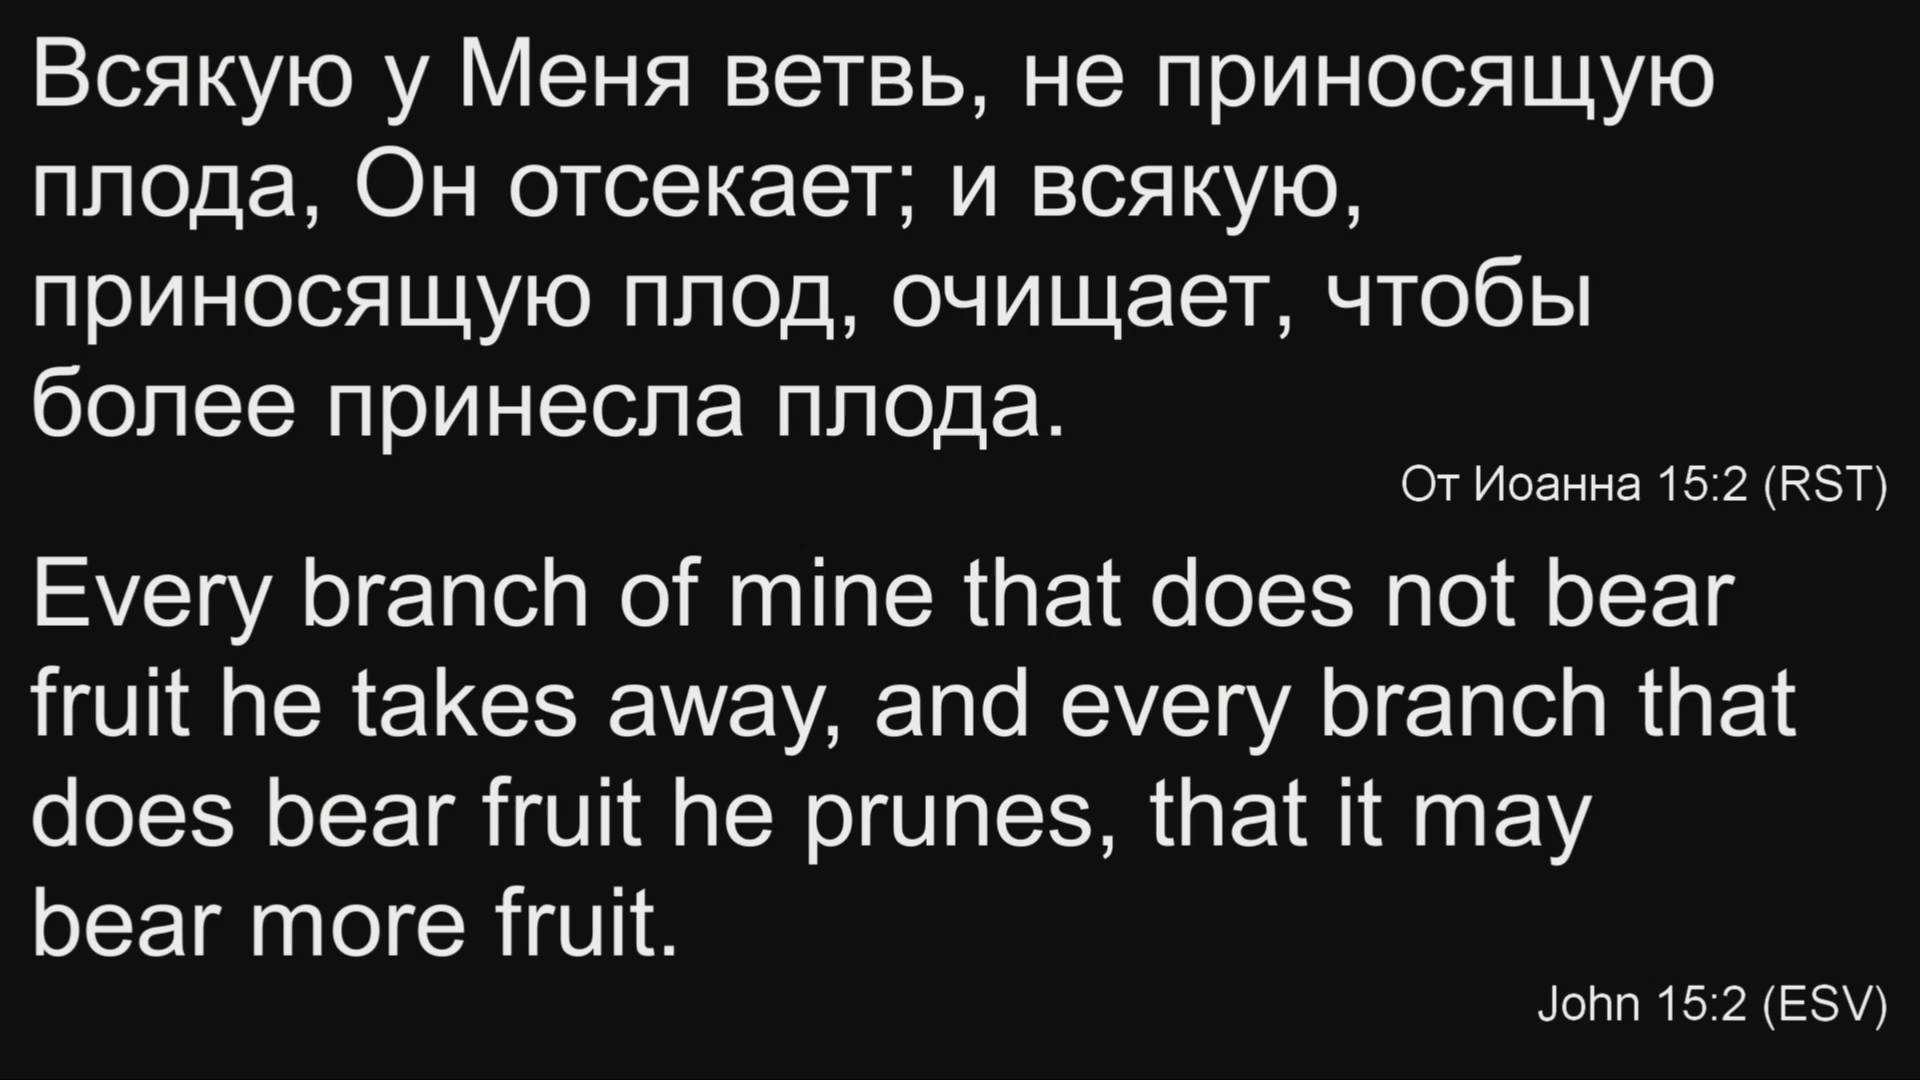 Всякую у Меня ветвь, не приносящую
плода, Он отсекает; и всякую,
приносящую плод, очищает, чтобы
более принесла плода.
От Иоанна 15:2 (RST)
Every branch of mine that does not bear
fruit he takes away, and every branch that
does bear fruit he prunes, that it may
bear more fruit.
John 15:2 (ESV)